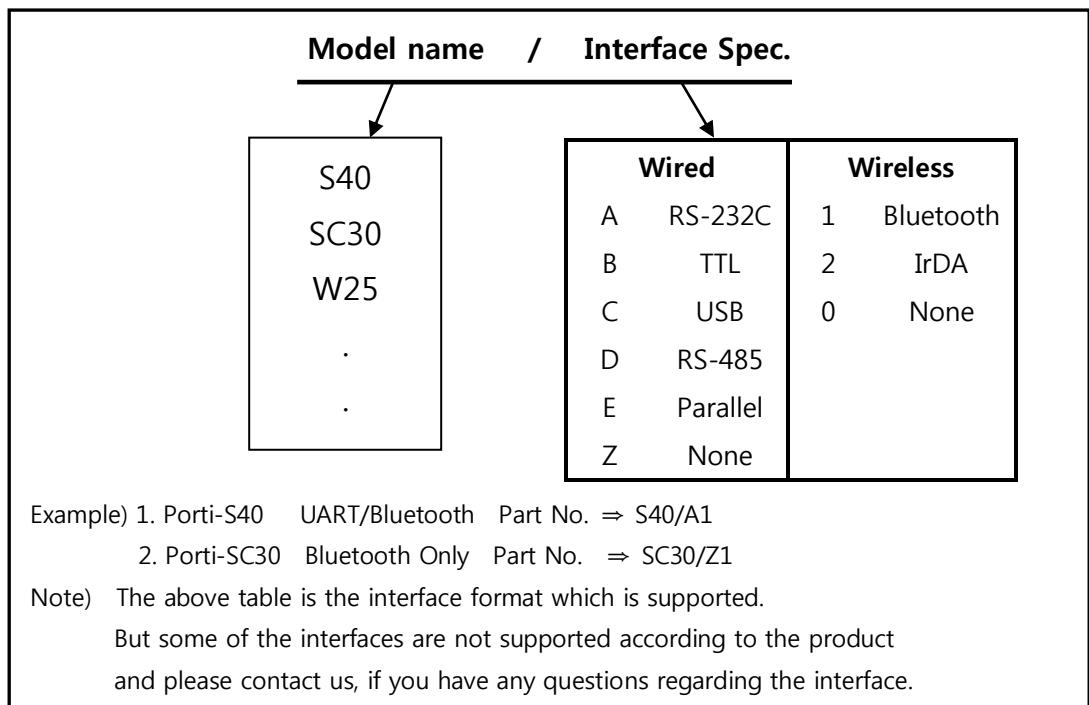 Model name / Interface Spec.
S40
SC30
W25
.
.
Wired Wireless
A RS-232C 1 Bluetooth
B TTL 2 IrDA
C USB 0 None
D RS-485
E Parallel
Z None
Example) 1. Porti-S40 UART/Bluetooth Part No. ⇒ S40/A1
2. Porti-SC30 Bluetooth Only Part No. ⇒ SC30/Z1
Note) The above table is the interface format which is supported.
But some of the interfaces are not supported according to the product
and please contact us, if you have any questions regarding the interface.